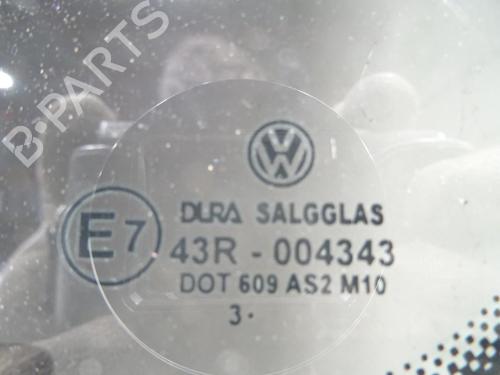 B-PARTS
DURA SALGGLAS
E7
43R - 004343
DOT 609 AS2 M10
3.